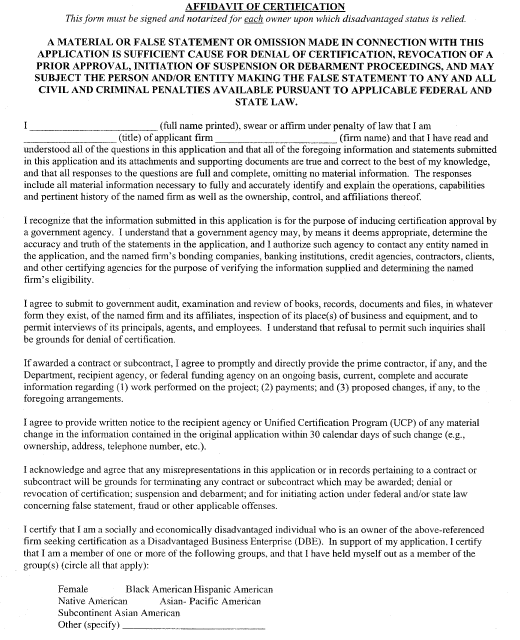 AFFIDAVIT OF CERTIFICATION
This form must be signed and notarized for each owner upon which disadvantaged status is relied.
A MATERIAL OR FALSE STATEMENT OR OMISSION MADE IN CONNECTION WITH THIS
APPLICATION IS SUFFICIENT CAUSE FOR DENIAL OF CERTIFICATION, REVOCATION OF A
PRIOR APPROVAL, INITIATION OF SUSPENSION OR DEBARMENT PROCEEDINGS, AND MAY
SUBJECT THE PERSON AND/OR ENTITY MAKING THE FALSE STATEMENT TO ANY AND ALL
CIVIL AND CRIMINAL PENALTIES AVAILABLE PURSUANT TO APPLICABLE FEDERAL AND
STATE LAW.
I ____________________ (full name printed), swear or affirm under penalty of law that I am
________________ (title) of applicant firm ____________________ (firm name) and that I have read and
understood all of the questions in this application and that all of the foregoing information and statements submitted
in this application and its attachments and supporting documents are true and correct to the best of my knowledge,
and that all responses to the questions are full and complete, omitting no material information. The responses
include all material information necessary to fully and accurately identify and explain the operations, capabilities
and pertinent history of the named firm as well as the ownership, control, and affiliations thereof.
I recognize that the information submitted in this application is for the purpose of inducing certification approval by
a government agency. I understand that a government agency may, by means it deems appropriate, determine the
accuracy and truth of the statements in the application, and I authorize such agency to contact any entity named in
the application, and the named firm's bonding companies, banking institutions, credit agencies, contractors, clients,
and other certifying agencies for the purpose of verifying the information supplied and determining the named
firm's eligibility.
I agree to submit to government audit, examination and review of books, records, documents and files, in whatever
form they exist, of the named firm and its affiliates, inspection of its place(s) of business and equipment, and to
permit interviews of its principals, agents, and employees. I understand that refusal to permit such inquiries shall
be grounds for denial of certification.
If awarded a contract or subcontract, I agree to promptly and directly provide the prime contractor, if any, and the
Department, recipient agency, or federal funding agency on an ongoing basis, current, complete and accurate
information regarding (1) work performed on the project; (2) payments; and (3) proposed changes, if any, to the
foregoing arrangements.
I agree to provide written notice to the recipient agency or Unified Certification Program (UCP) of any material
change in the information contained in the original application within 30 calendar days of such change (e.g.,
ownership, address, telephone number, etc.).
I acknowledge and agree that any misrepresentations in this application or in records pertaining to a contract or
subcontract will be grounds for terminating any contract or subcontract which may be awarded; denial or
revocation of certification; suspension and debarment; and for initiating action under federal and/or state law
concerning false statement, fraud or other applicable offenses.
I certify that I am a socially and economically disadvantaged individual who is an owner of the above-referenced
firm seeking certification as a Disadvantaged Business Enterprise (DBE). In support of my application. I certify
that I am a member of one or more of the following groups, and that I have held myself out as a member of the
group(s) (circle all that apply):
Female Black American Hispanic American
Native American Asian- Pacific American
Subcontinent Asian American
Other (specify) ____________________